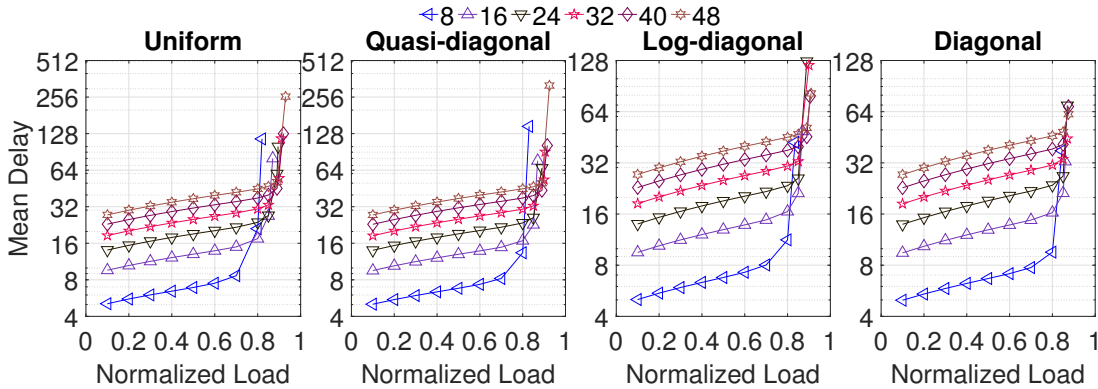 8 16 24 32 40 48
Uniform Quasi-diagonal Log-diagonal Diagonal
Mean Delay
512 256 128 64 32 16 8 4
0 0.2 0.4 0.6 0.8 1
Normalized Load
512 256 128 64 32 16 8 4
0 0.2 0.4 0.6 0.8 1
Normalized Load
128 64 32 16 8 4
0 0.2 0.4 0.6 0.8 1
Normalized Load
128 64 32 16 8 4
0 0.2 0.4 0.6 0.8 1
Normalized Load